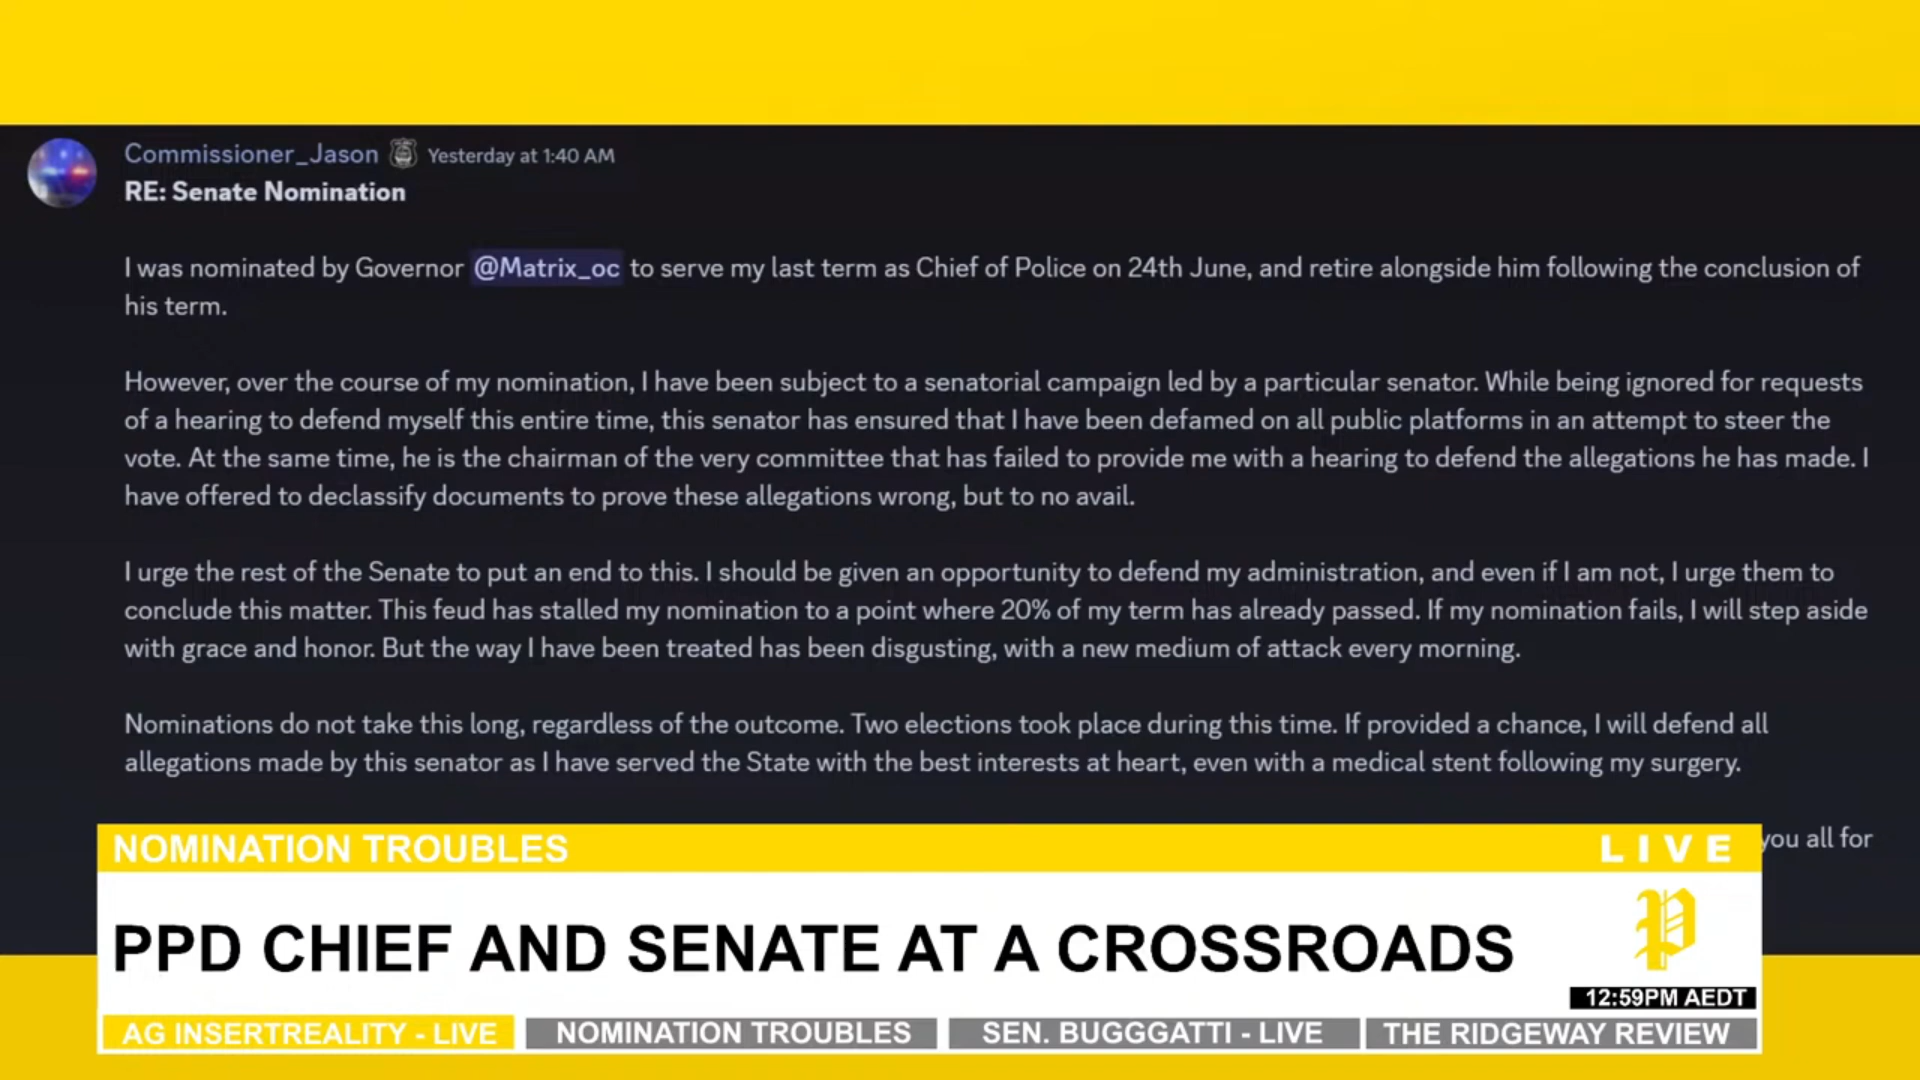 Commissioner_Jason Yesterday at 1:40 AM
RE: Senate Nomination
I was nominated by Governor @Matrix_oc to serve my last term as Chief of Police on 24th June, and retire alongside him following the conclusion of
his term.
However, over the course of my nomination, I have been subject to a senatorial campaign led by a particular senator. While being ignored for requests
of a hearing to defend myself this entire time, this senator has ensured that I have been defamed on all public platforms in an attempt to steer the
vote. At the same time, he is the chairman of the very committee that has failed to provide me with a hearing to defend the allegations he has made. I
have offered to declassify documents to prove these allegations wrong, but to no avail.
I urge the rest of the Senate to put an end to this. I should be given an opportunity to defend my administration, and even if I am not, I urge them to
conclude this matter. This feud has stalled my nomination to a point where 20% of my term has already passed. If my nomination fails, I will step aside
with grace and honor. But the way I have been treated has been disgusting, with a new medium of attack every morning.
Nominations do not take this long, regardless of the outcome. Two elections took place during this time. If provided a chance, I will defend all
allegations made by this senator as I have served the State with the best interests at heart, even with a medical stent following my surgery.
you all for
NOMINATION TROUBLES
LIVE
PPD CHIEF AND SENATE AT A CROSSROADS
P
12:59PM AEDT
AG INSERTREALITY - LIVE
NOMINATION TROUBLES
SEN. BUGGGATTI - LIVE
THE RIDGEWAY REVIEW